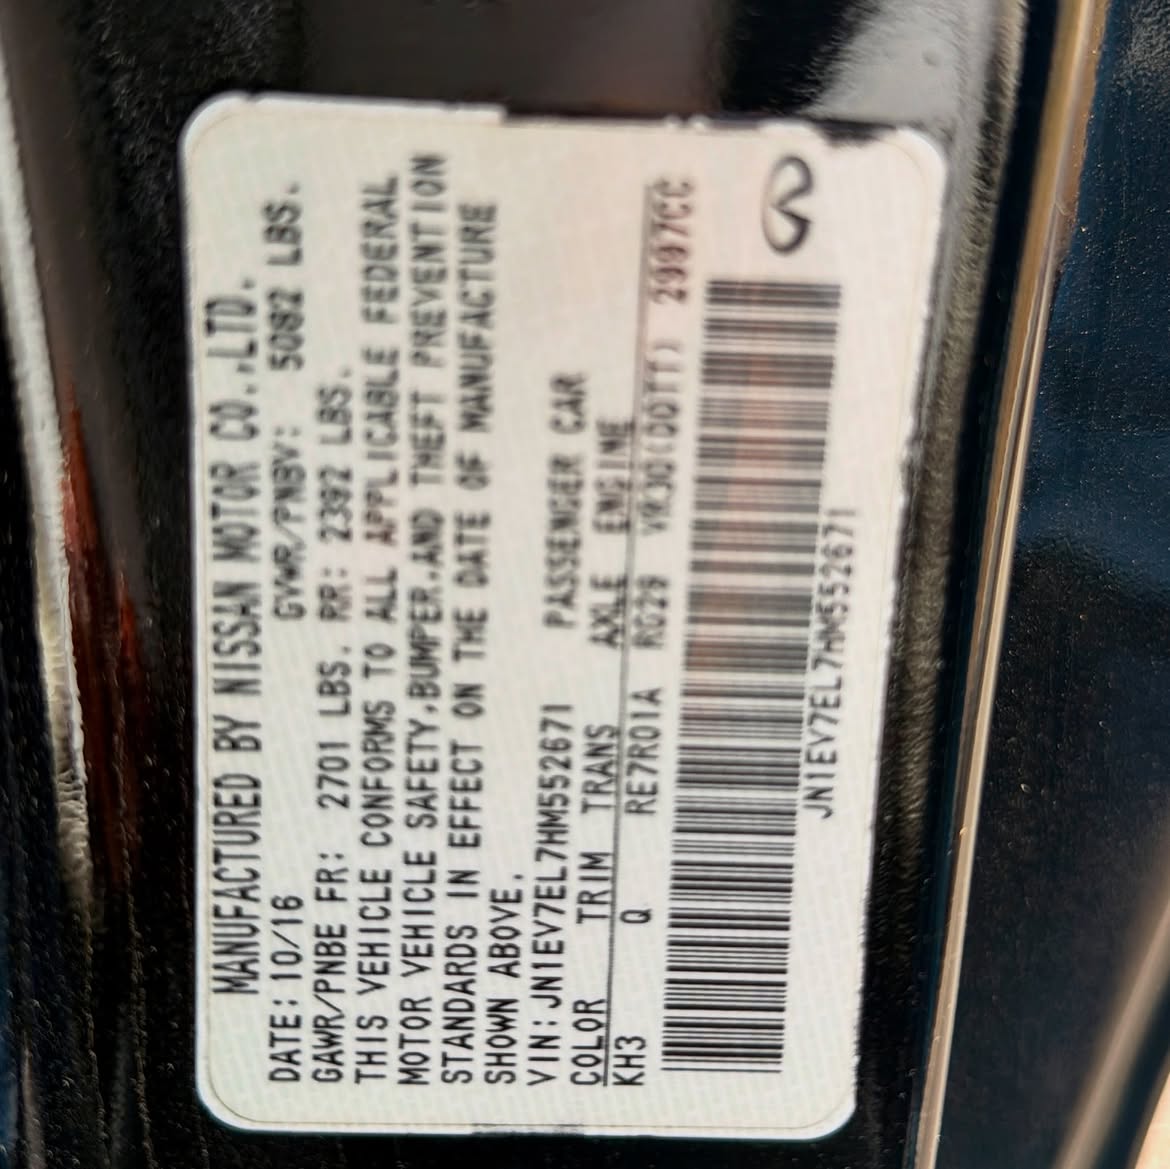 MANUFACTURED BY NISSAN MOTOR CO.,LTD.
DATE: 10/16 GVWR/PNBV: 5082 LBS.
GAWR/PNBE FR: 2701 LBS. RR: 2392 LBS.
THIS VEHICLE CONFORMS TO ALL APPLICABLE FEDERAL
MOTOR VEHICLE SAFETY,BUMPER,AND THEFT PREVENTION
STANDARDS IN EFFECT ON THE DATE OF MANUFACTURE
SHOWN ABOVE.
VIN: JN1EV7EL7HM552671 PASSENGER CAR
COLOR TRIM TRANS AXLE ENGINE
KH3 Q RE7R01A RG29 VR30(DDTT) 2997CC
JN1EV7EL7HM552671